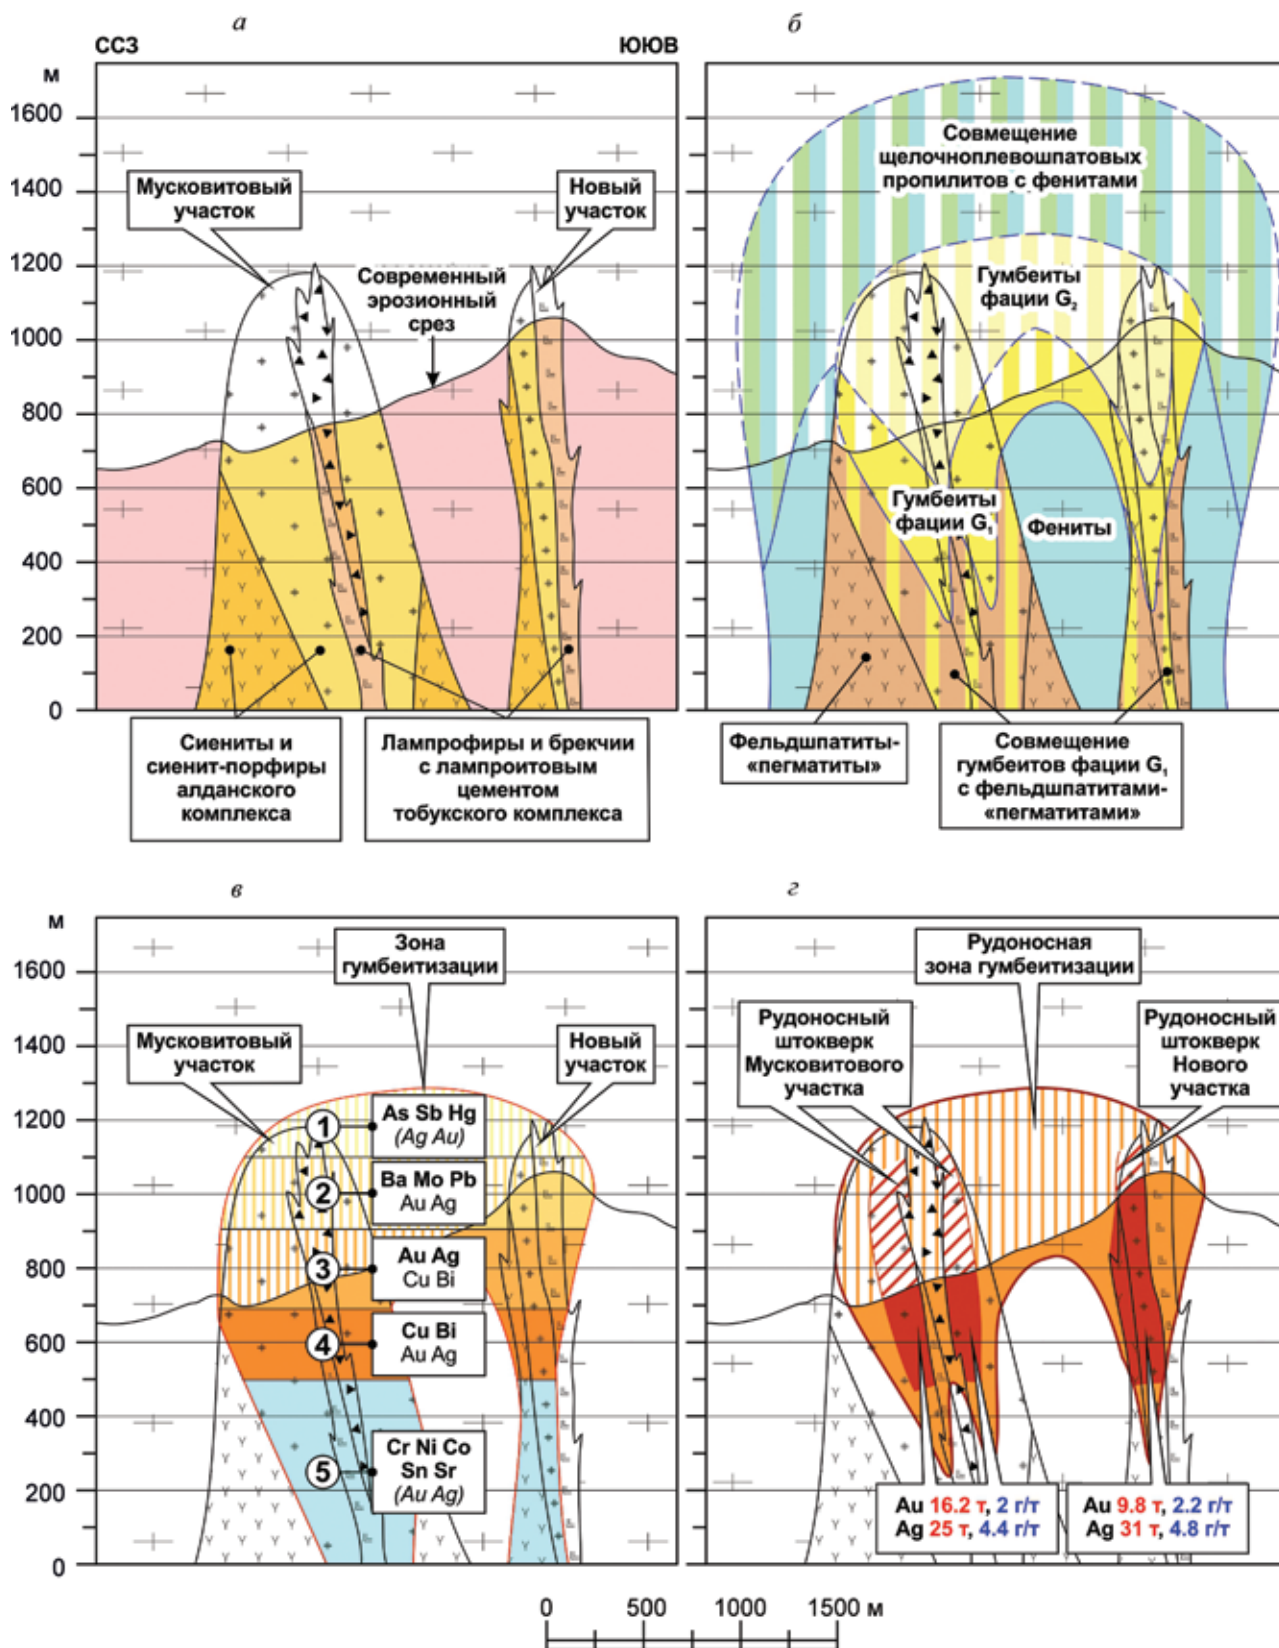 а
ССЗ
ЮЮВ
м
1600
1400
1200
1000
800
600
400
200
0
Мусковитовый
участок
Новый
участок
Современный
эрозионный
срез
Сиениты и
сиенит-порфиры
алданского
комплекса
Лампрофиры и брекчии
с лампроитовым
цементом
тобукского комплекса
б
Совмещение
щелочноплевошпатовых
пропилитов с фенитами
Гумбеиты
фации G2
Гумбеиты
фации G1
Фениты
Фельдшпатиты-
«пегматиты»
Совмещение
гумбеитов фации G1
с фельдшпатитами-
«пегматитами»
в
м
1600
1400
1200
1000
800
600
400
200
0
Зона
гумбеитизации
Мусковитовый
участок
Новый
участок
1
As Sb Hg
(Ag Au)
2
Ba Mo Pb
Au Ag
3
Au Ag
Cu Bi
4
Cu Bi
Au Ag
5
Cr Ni Co
Sn Sr
(Au Ag)
г
Рудоносная
зона гумбеитизации
Рудоносный
штокверк
Мусковитового
участка
Рудоносный
штокверк
Нового
участка
Au 16.2 т, 2 г/т
Ag 25 т, 4.4 г/т
Au 9.8 т, 2.2 г/т
Ag 31 т, 4.8 г/т
0 500 1000 1500 м